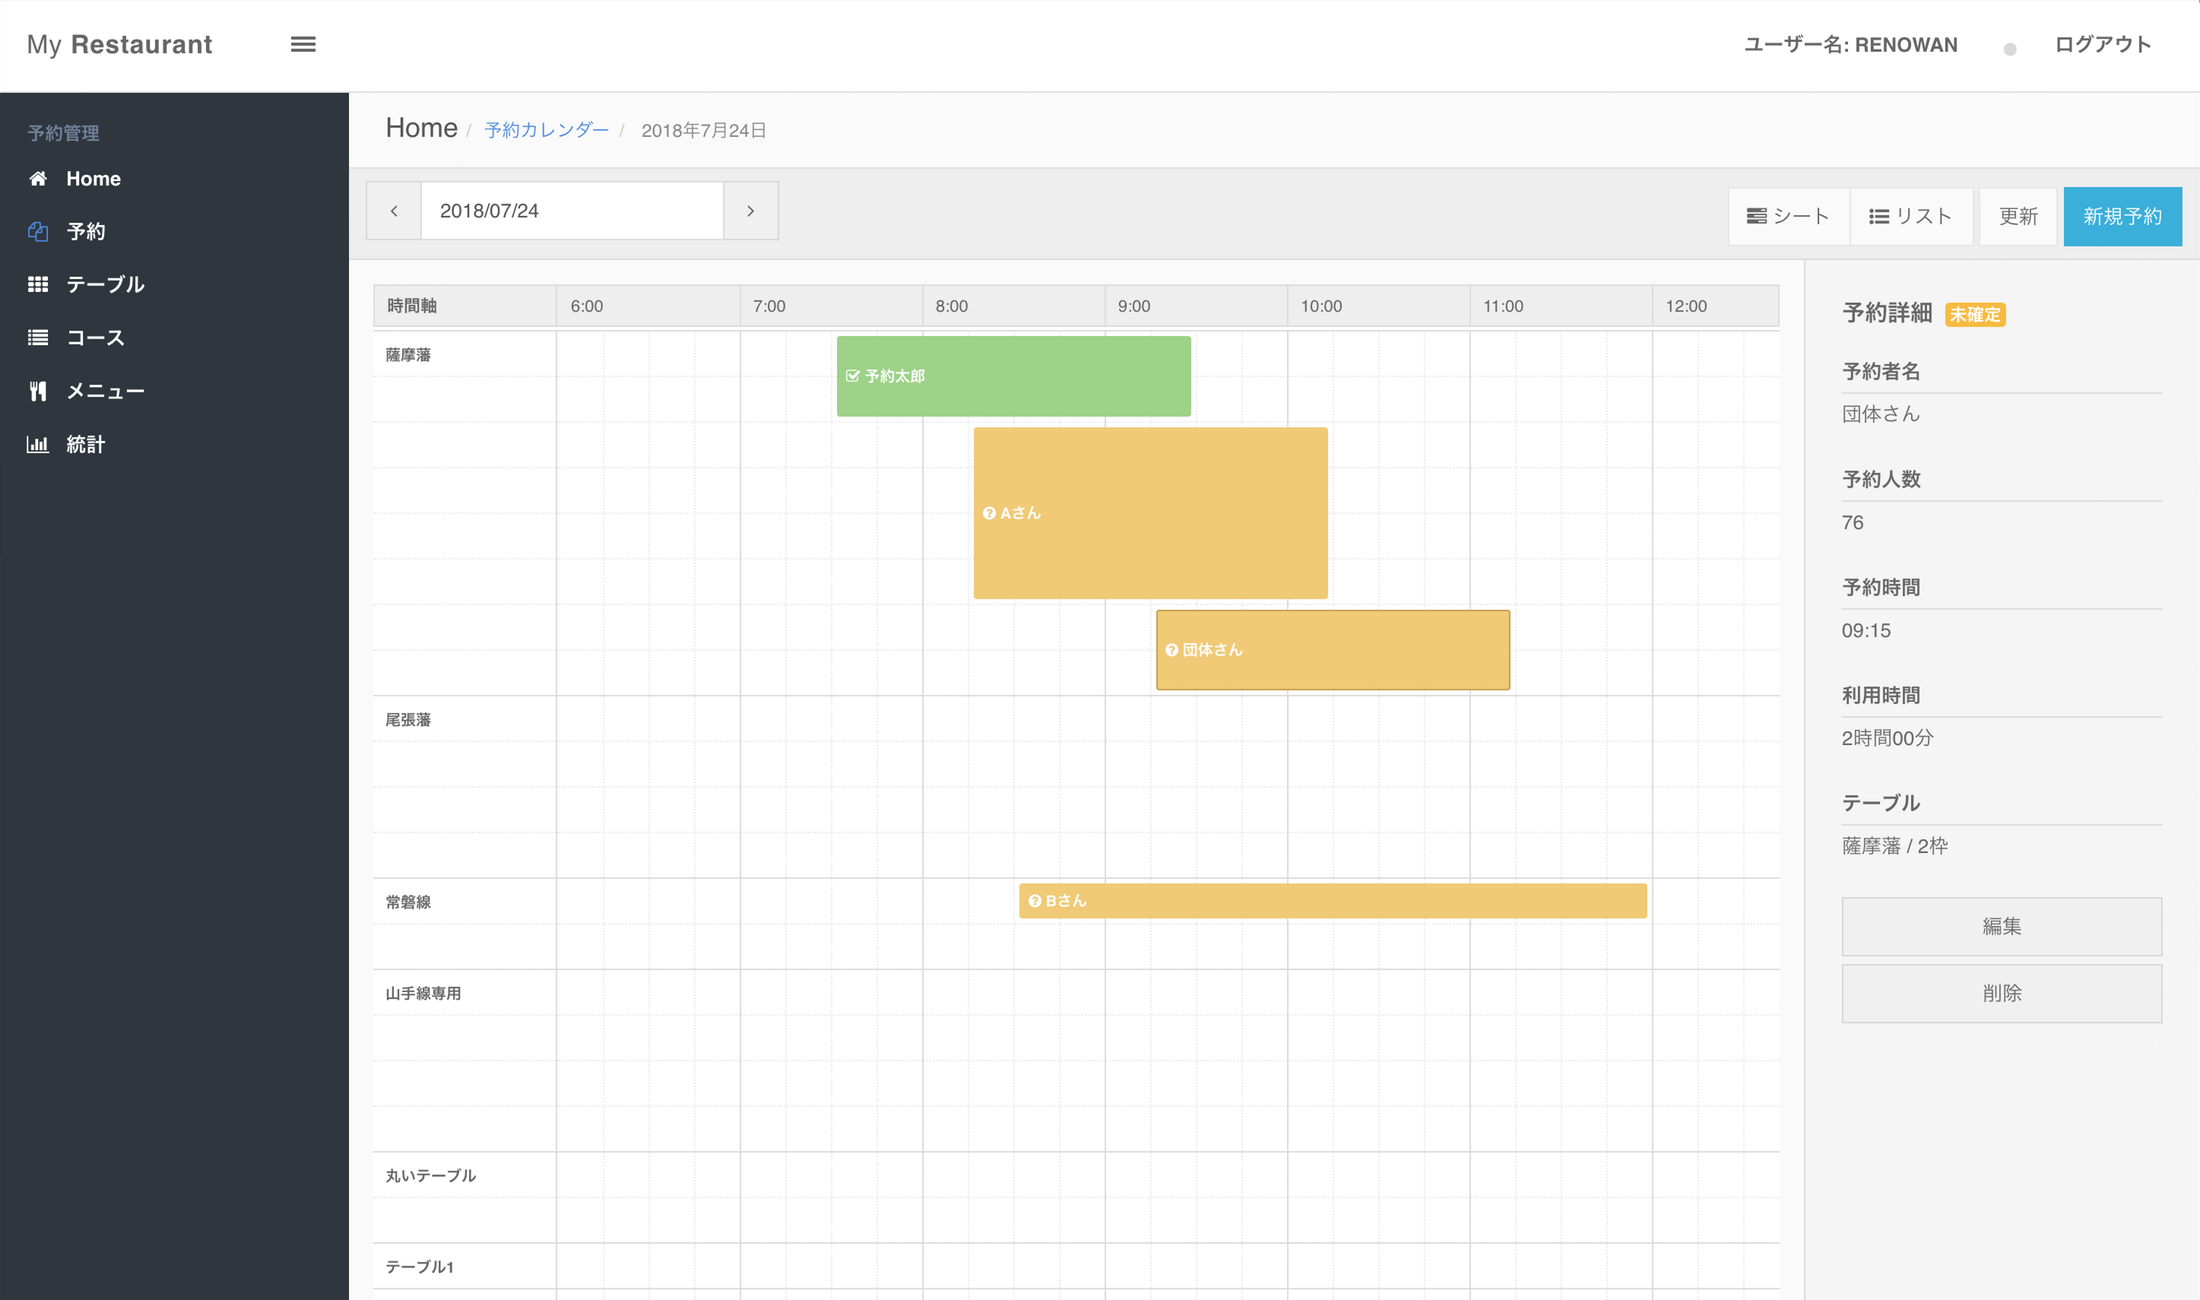 My Restaurant
ユーザー名: RENOWAN
ログアウト
予約管理
Home
予約
テーブル
コース
メニュー
統計
Home / 予約カレンダー / 2018年7月24日
2018/07/24
シート
リスト
更新
新規予約
時間軸 6:00 7:00 8:00 9:00 10:00 11:00 12:00
薩摩藩
予約太郎
Aさん
団体さん
尾張藩
常磐線
Bさん
山手線専用
丸いテーブル
テーブル1
予約詳細 未確定
予約者名
団体さん
予約人数
76
予約時間
09:15
利用時間
2時間00分
テーブル
薩摩藩 / 2枠
編集
削除